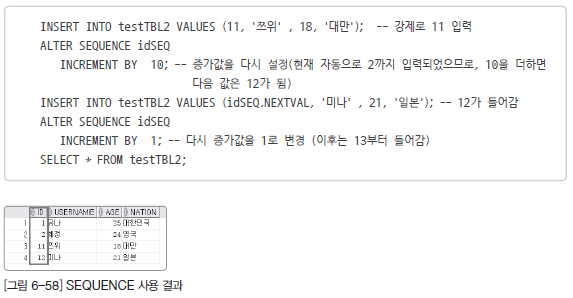 INSERT INTO testTBL2 VALUES (11, '쯔위' , 18, '대만');  -- 강제로 11 입력
ALTER SEQUENCE idSEQ
INCREMENT BY  10; -- 증가값을 다시 설정(현재 자동으로 2까지 입력되었으므로, 10을 더하면
다음 값은 12가 됨)
INSERT INTO testTBL2 VALUES (idSEQ.NEXTVAL, '미나' , 21, '일본'); -- 12가 들어감
ALTER SEQUENCE idSEQ
INCREMENT BY  1; -- 다시 증가값을 1로 변경 (이후는 13부터 들어감)
SELECT * FROM testTBL2;
ID USERNAME AGE NATION
1 1 유나 25 대한민국
2 2 혜정 24 영국
3 11 쯔위 18 대만
4 12 미나 21 일본
[그림 6-58] SEQUENCE 사용 결과